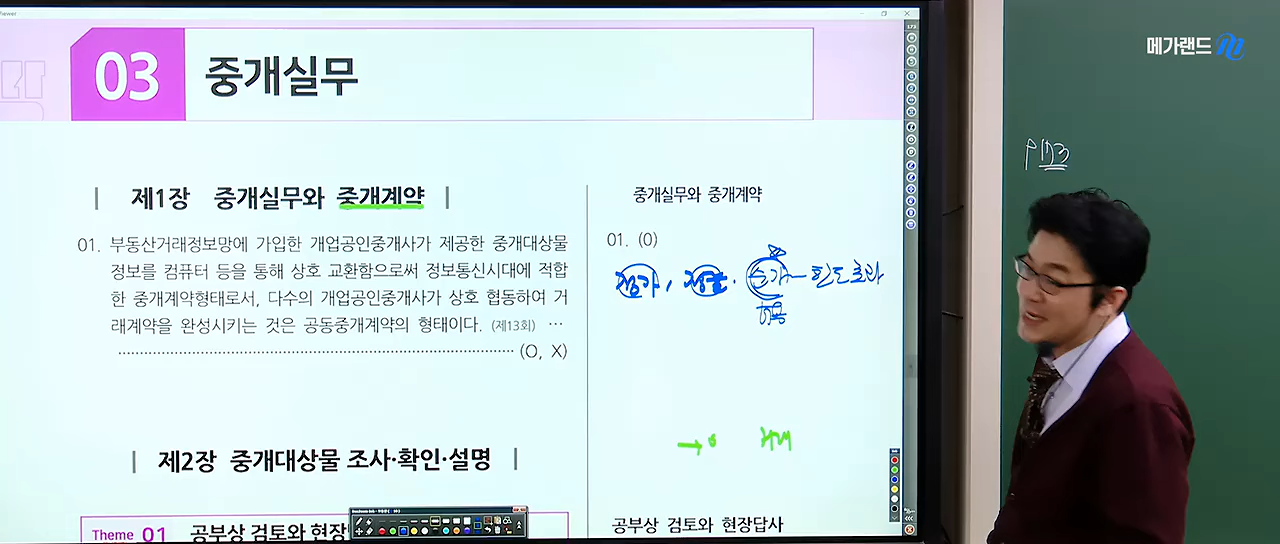 메가랜드
P173
03 중개실무
제1장 중개실무와 중개계약
01. 부동산거래정보망에 가입한 개업공인중개사가 제공한 중개대상물
정보를 컴퓨터 등을 통해 상호 교환함으로써 정보통신시대에 적합
한 중개계약형태로서, 다수의 개업공인중개사가 상호 협동하여 거
래계약을 완성시키는 것은 공동중개계약의 형태이다. (제13회) …
(O, X)
제2장 중개대상물 조사·확인·설명
Theme 01 공부상 검토와 현장
중개실무와 중개계약
01. (O)
한도초과
→
공부상 검토와 현장답사